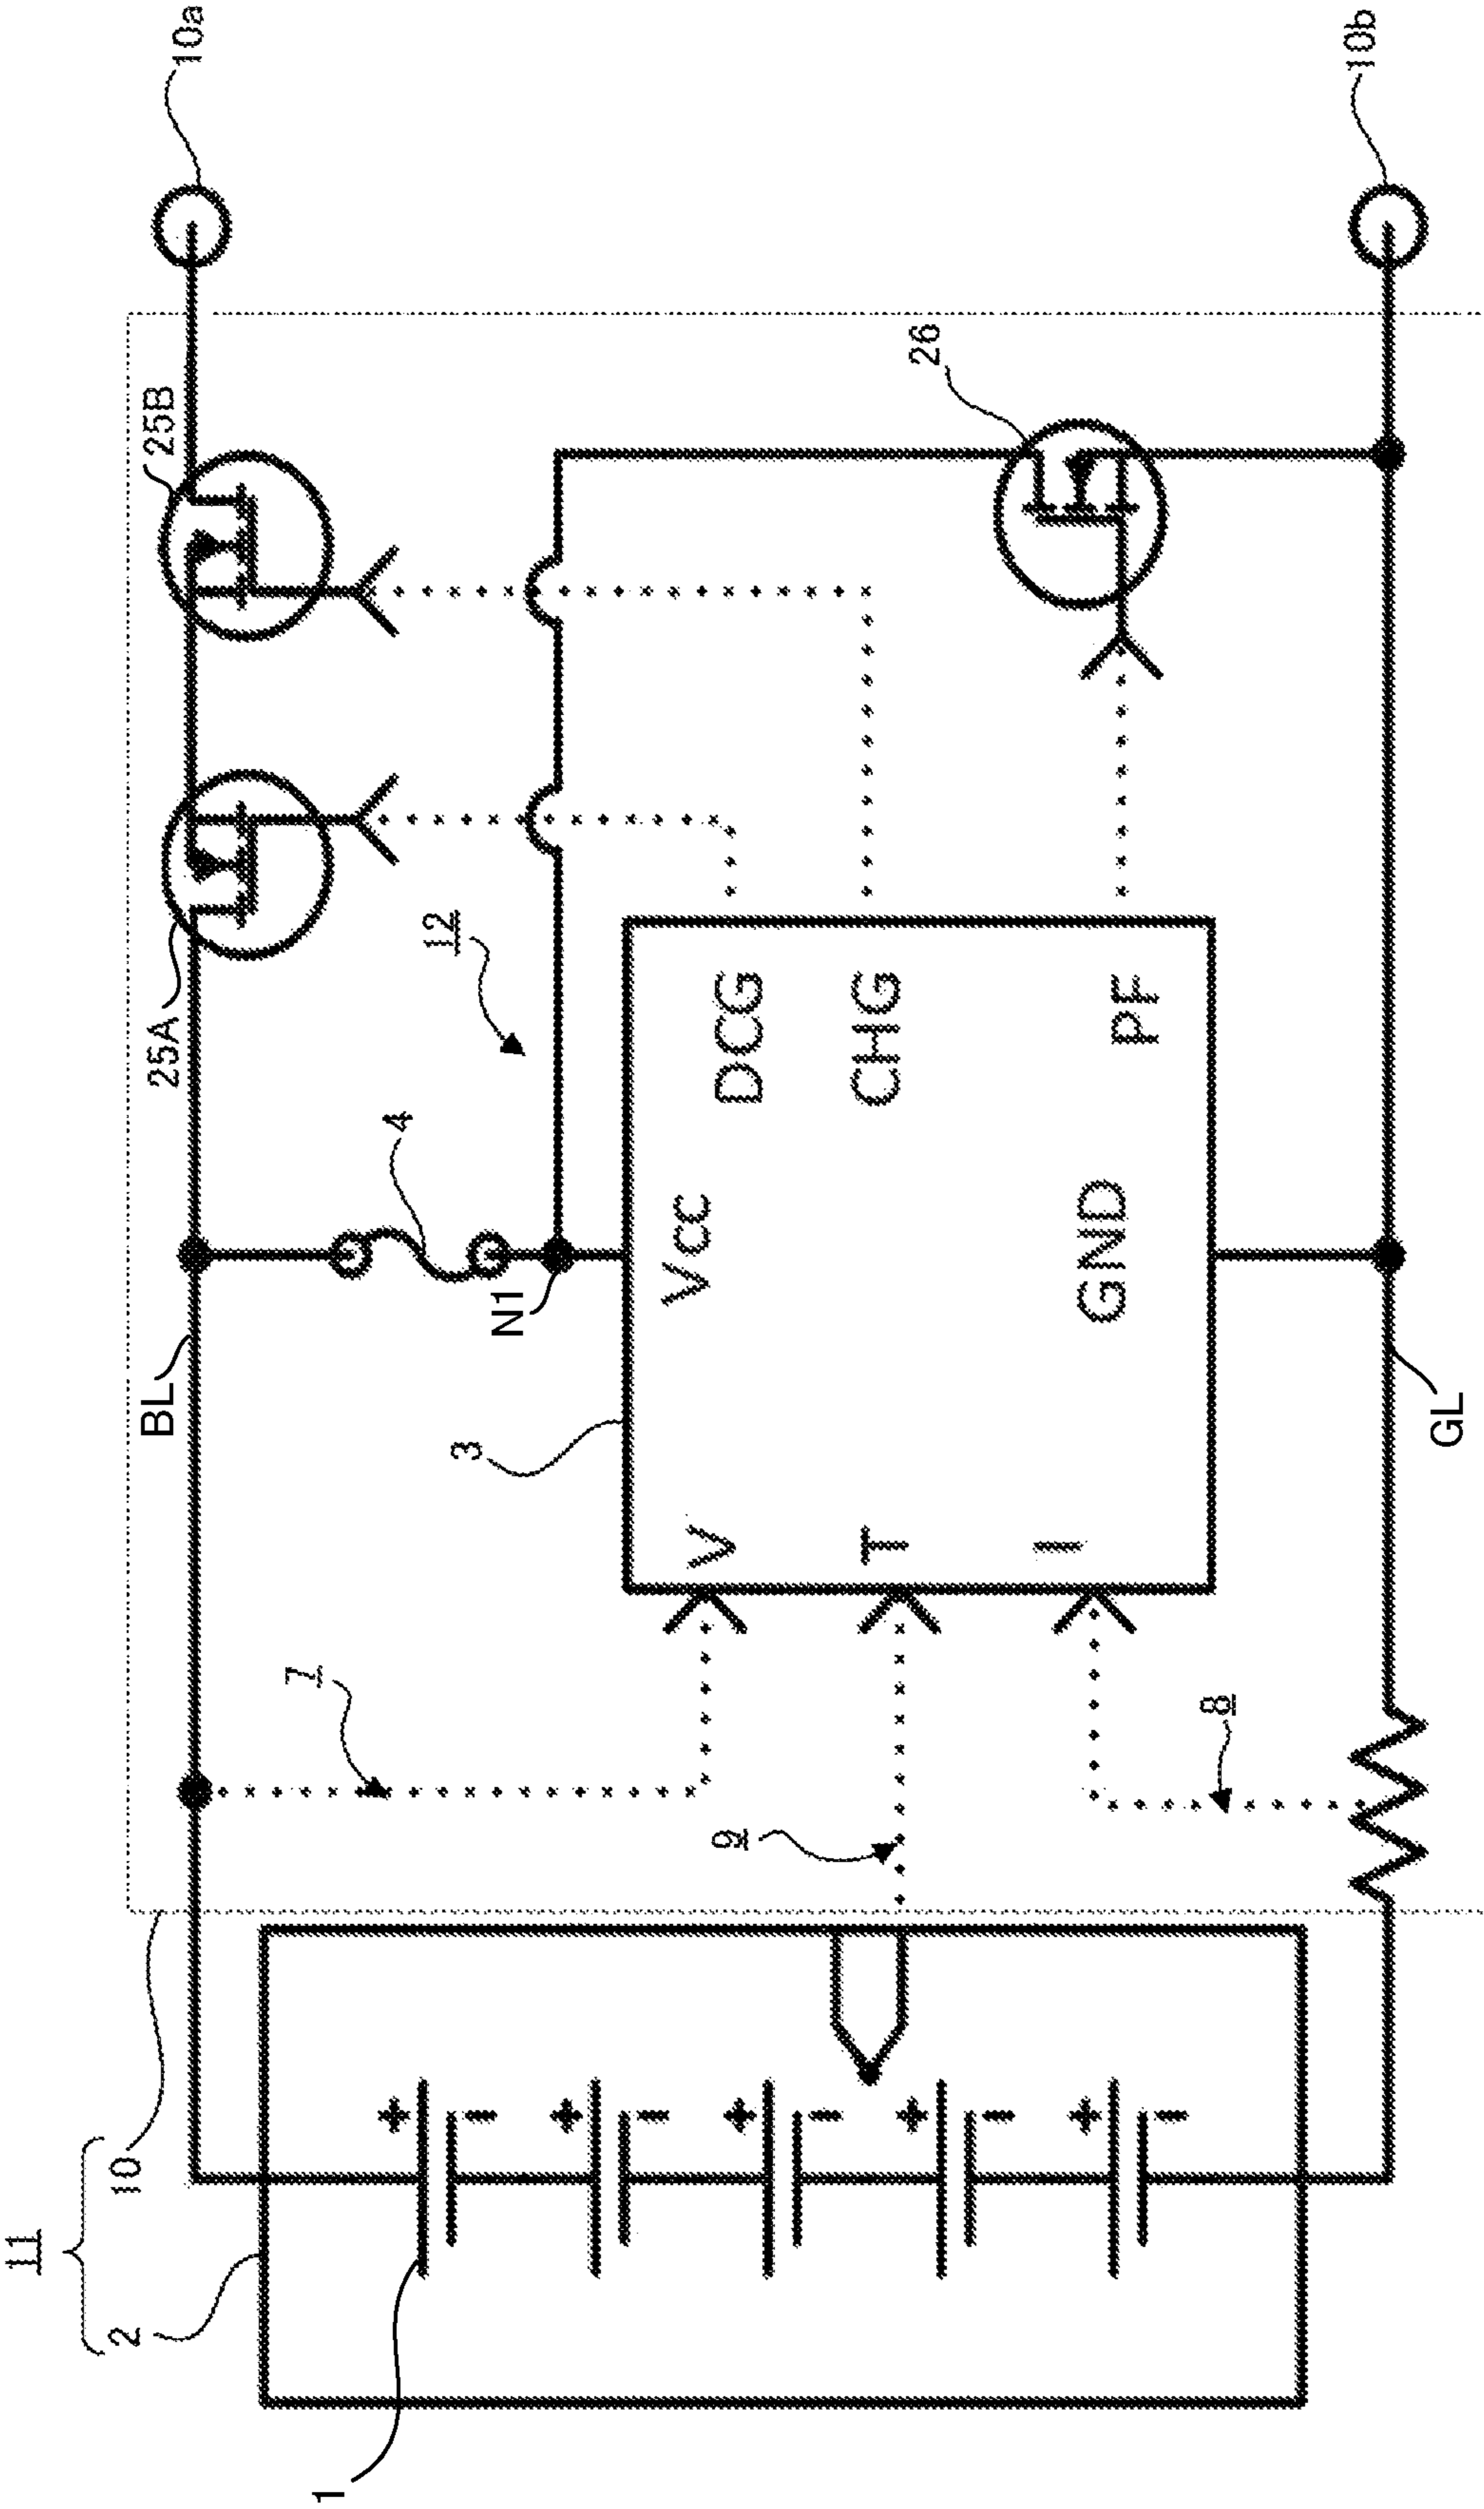 11
10
2
1
BL
25A
25B
10a
4
12
N1
7
3
V
Vcc
DCG
9
T
CHG
26
8
I
GND
PF
GL
10b
+
-
+
-
+
-
+
-
+
-